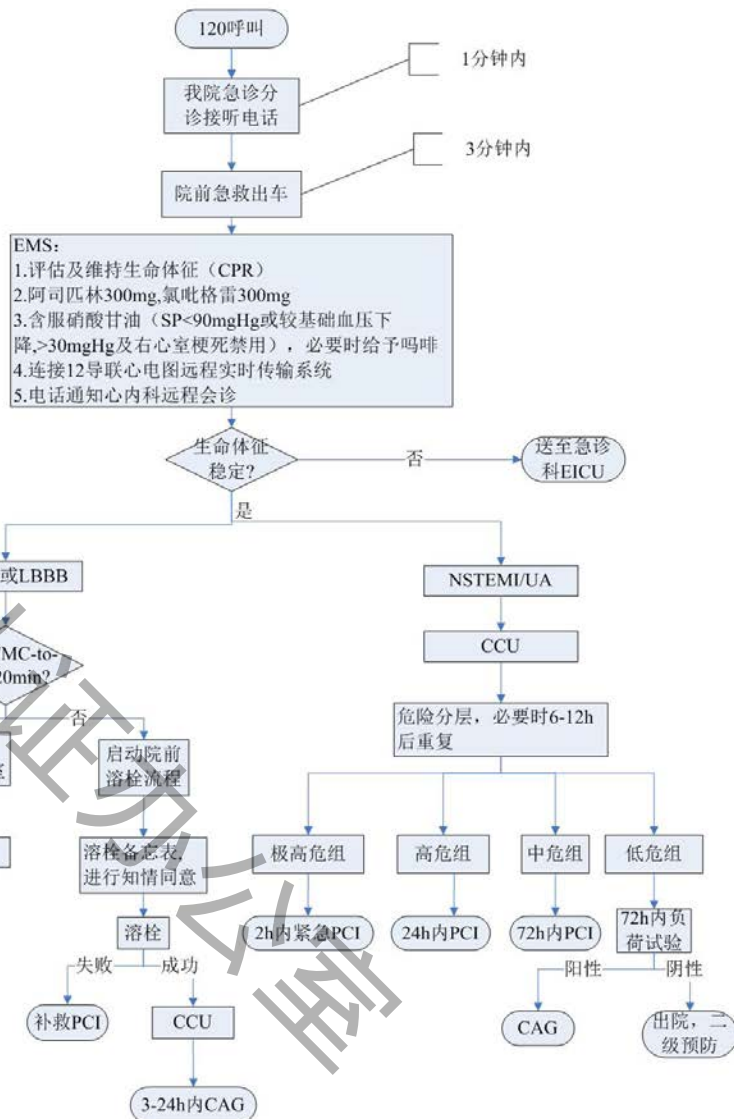 120呼叫
1分钟内
我院急诊分
诊接听电话
3分钟内
院前急救出车
EMS：
1.评估及维持生命体征（CPR）
2.阿司匹林300mg,氯吡格雷300mg
3.含服硝酸甘油（SP<90mgHg或较基础血压下
降,>30mgHg及右心室梗死禁用），必要时给予吗啡
4.连接12导联心电图远程实时传输系统
5.电话通知心内科远程会诊
生命体征
稳定?
否
送至急诊
科EICU
是
或LBBB
NSTEMI/UA
MC-to-
20min?
CCU
否
危险分层，必要时6-12h
后重复
启动院前
溶栓流程
溶栓备忘表,
进行知情同意
极高危组
高危组
中危组
低危组
溶栓
2h内紧急PCI
24h内PCI
72h内PCI
72h内负
荷试验
失败
成功
阳性
阴性
补救PCI
CCU
CAG
出院，二
级预防
3-24h内CAG
证办公室